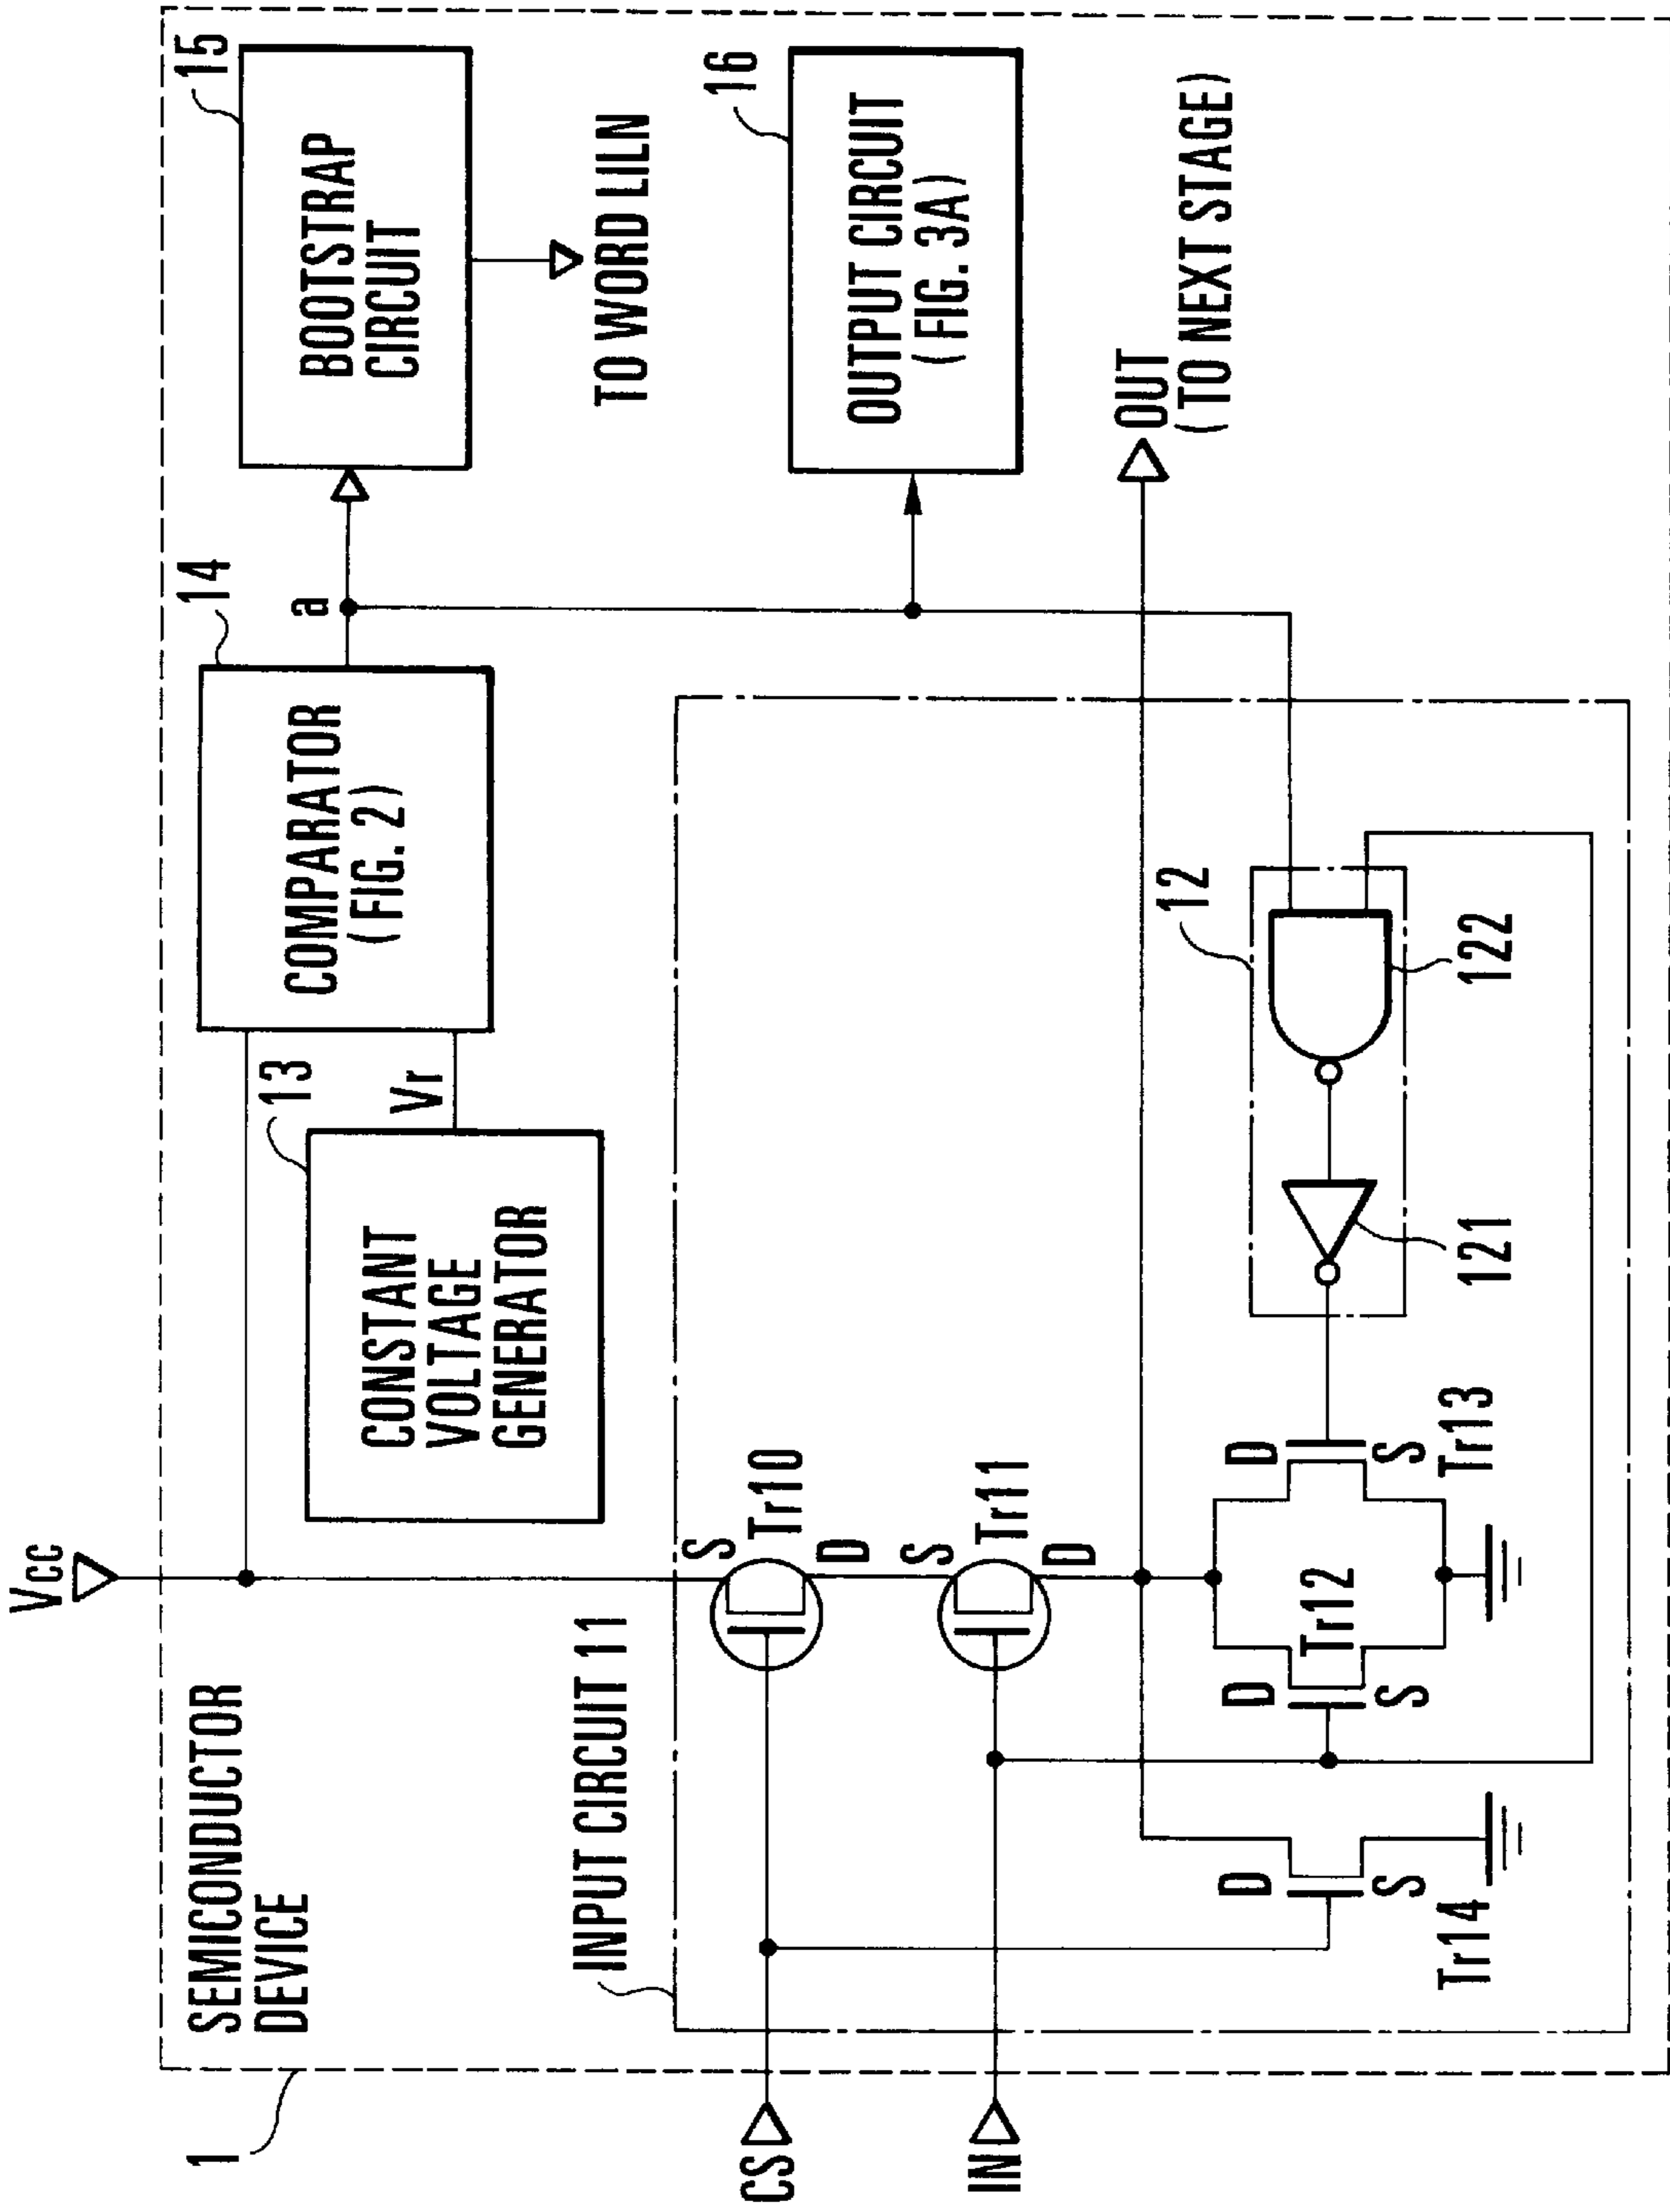 Vcc
1
SEMICONDUCTOR
DEVICE
13
CONSTANT
VOLTAGE
GENERATOR
Vr
14
COMPARATOR
(FIG. 2)
a
15
BOOTSTRAP
CIRCUIT
TO WORD LILN
16
OUTPUT CIRCUIT
(FIG. 3A)
INPUT CIRCUIT 11
CS
S
Tr10
D
IN
S
Tr11
D
OUT
(TO NEXT STAGE)
D
S
Tr14
D
Tr12
S
D
S
Tr13
12
121
122